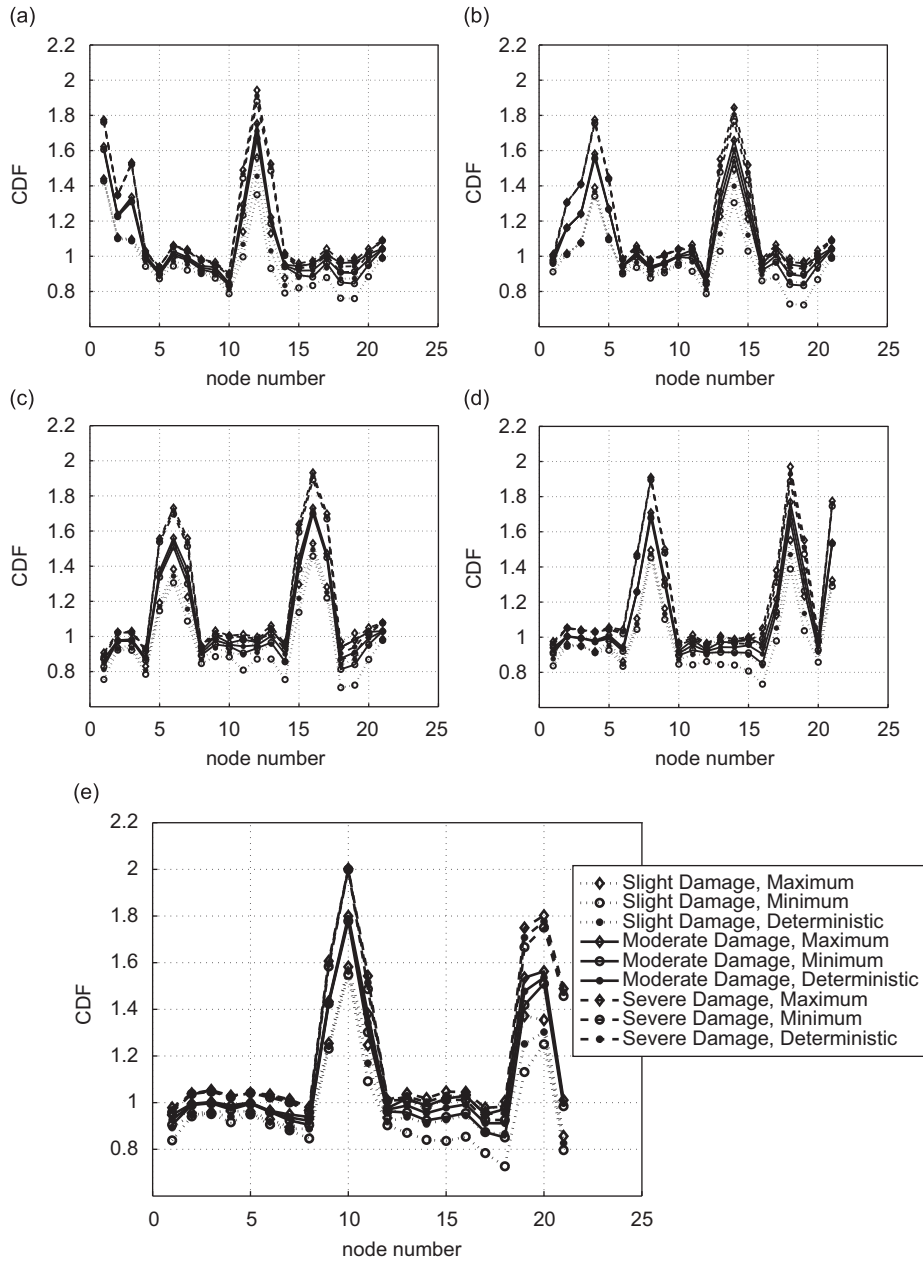 (a)
2.2
2
1.8
1.6
1.4
1.2
1
0.8
CDF
0 5 10 15 20 25
node number
(b)
2.2
2
1.8
1.6
1.4
1.2
1
0.8
CDF
0 5 10 15 20 25
node number
(c)
2.2
2
1.8
1.6
1.4
1.2
1
0.8
CDF
0 5 10 15 20 25
node number
(d)
2.2
2
1.8
1.6
1.4
1.2
1
0.8
CDF
0 5 10 15 20 25
node number
(e)
2.2
2
1.8
1.6
1.4
1.2
1
0.8
CDF
0 5 10 15 20 25
node number
Slight Damage, Maximum
Slight Damage, Minimum
Slight Damage, Deterministic
Moderate Damage, Maximum
Moderate Damage, Minimum
Moderate Damage, Deterministic
Severe Damage, Maximum
Severe Damage, Minimum
Severe Damage, Deterministic